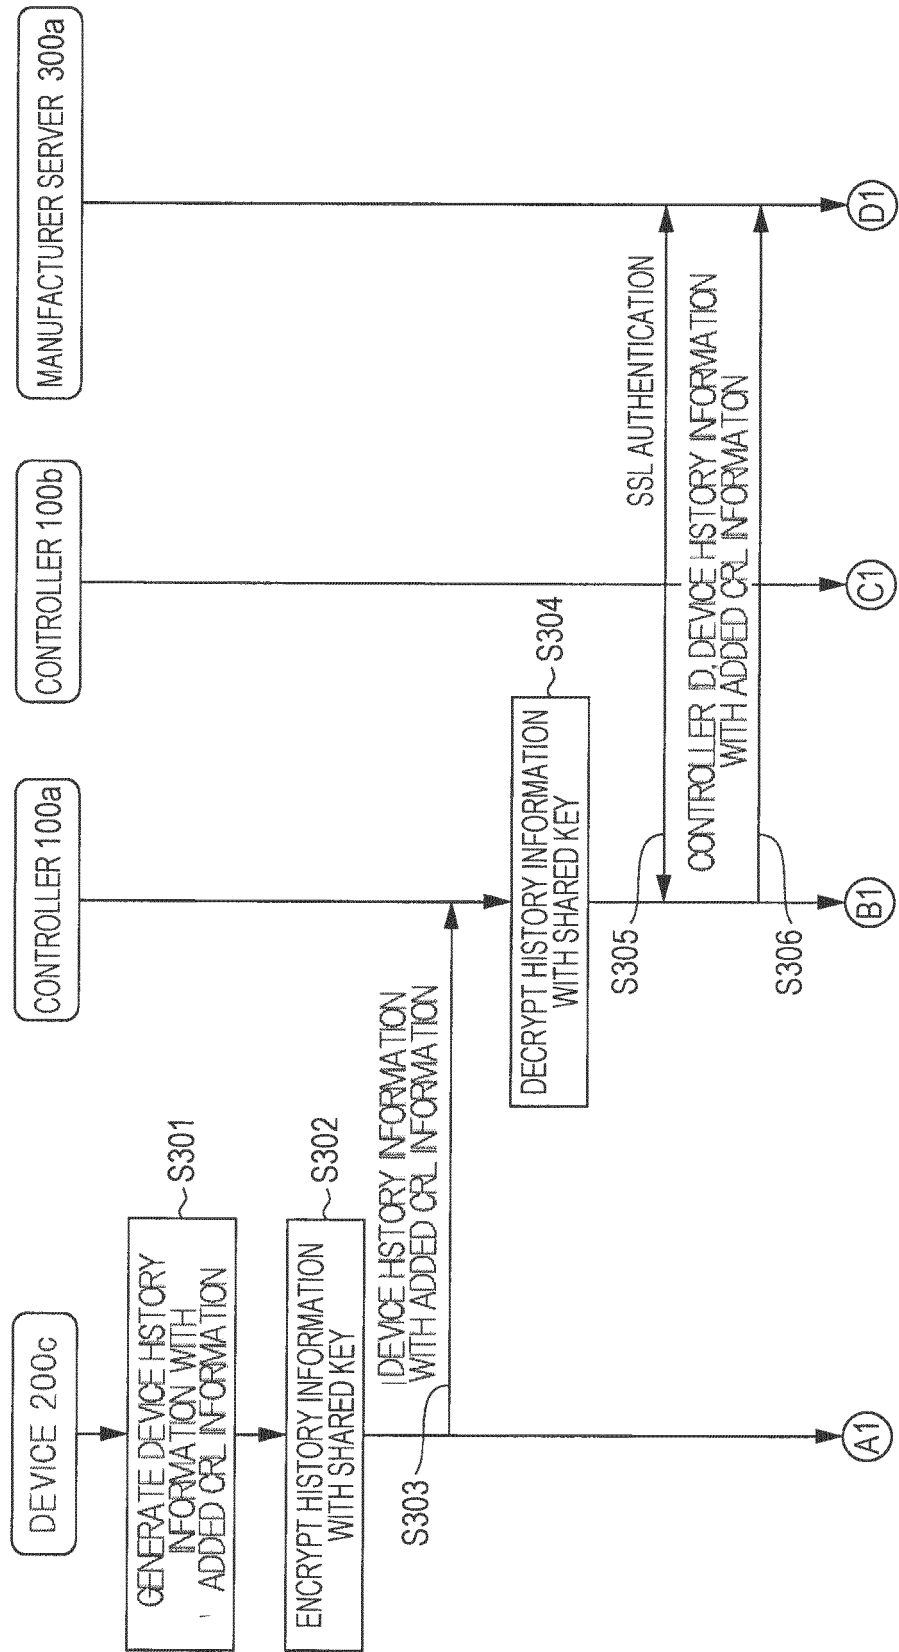 DEVICE 200c
CONTROLLER 100a
CONTROLLER 100b
MANUFACTURER SERVER 300a
GENERATE DEVICE HISTORY
INFORMATION WITH
ADDED CRL INFORMATION
S301
ENCRYPT HISTORY INFORMATION
WITH SHARED KEY
S302
DEVICE HISTORY INFORMATION
WITH ADDED CRL INFORMATION
S303
DECRYPT HISTORY INFORMATION
WITH SHARED KEY
S304
SSL AUTHENTICATION
S305
CONTROLLER ID, DEVICE HISTORY INFORMATION
WITH ADDED CRL INFORMATON
S306
A1
B1
C1
D1